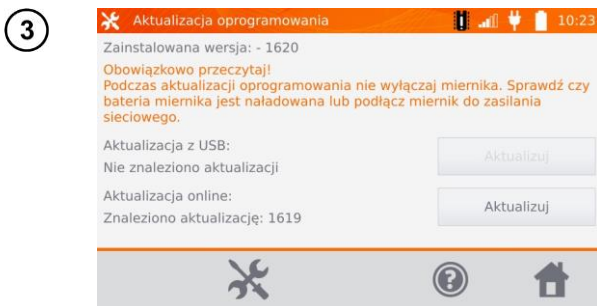 3
Aktualizacja oprogramowania 10:23
Zainstalowana wersja: - 1620
Obowiązkowo przeczytaj!
Podczas aktualizacji oprogramowania nie wyłączaj miernika. Sprawdź czy
bateria miernika jest naładowana lub podłącz miernik do zasilania
sieciowego.
Aktualizacja z USB:
Aktualizuj
Nie znaleziono aktualizacji
Aktualizacja online:
Aktualizuj
Znaleziono aktualizację: 1619
?